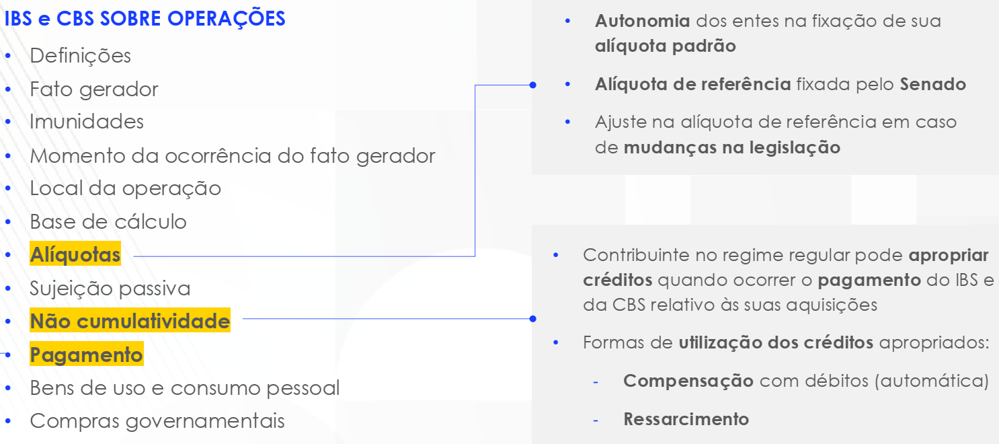 IBS e CBS SOBRE OPERAÇÕES
• Definições
• Fato gerador
• Imunidades
• Momento da ocorrência do fato gerador
• Local da operação
• Base de cálculo
• Alíquotas
• Sujeição passiva
• Não cumulatividade
• Pagamento
• Bens de uso e consumo pessoal
• Compras governamentais
• Autonomia dos entes na fixação de sua
alíquota padrão
• Alíquota de referência fixada pelo Senado
• Ajuste na alíquota de referência em caso
de mudanças na legislação
• Contribuinte no regime regular pode apropriar
créditos quando ocorrer o pagamento do IBS e
da CBS relativo às suas aquisições
• Formas de utilização dos créditos apropriados:
- Compensação com débitos (automática)
- Ressarcimento